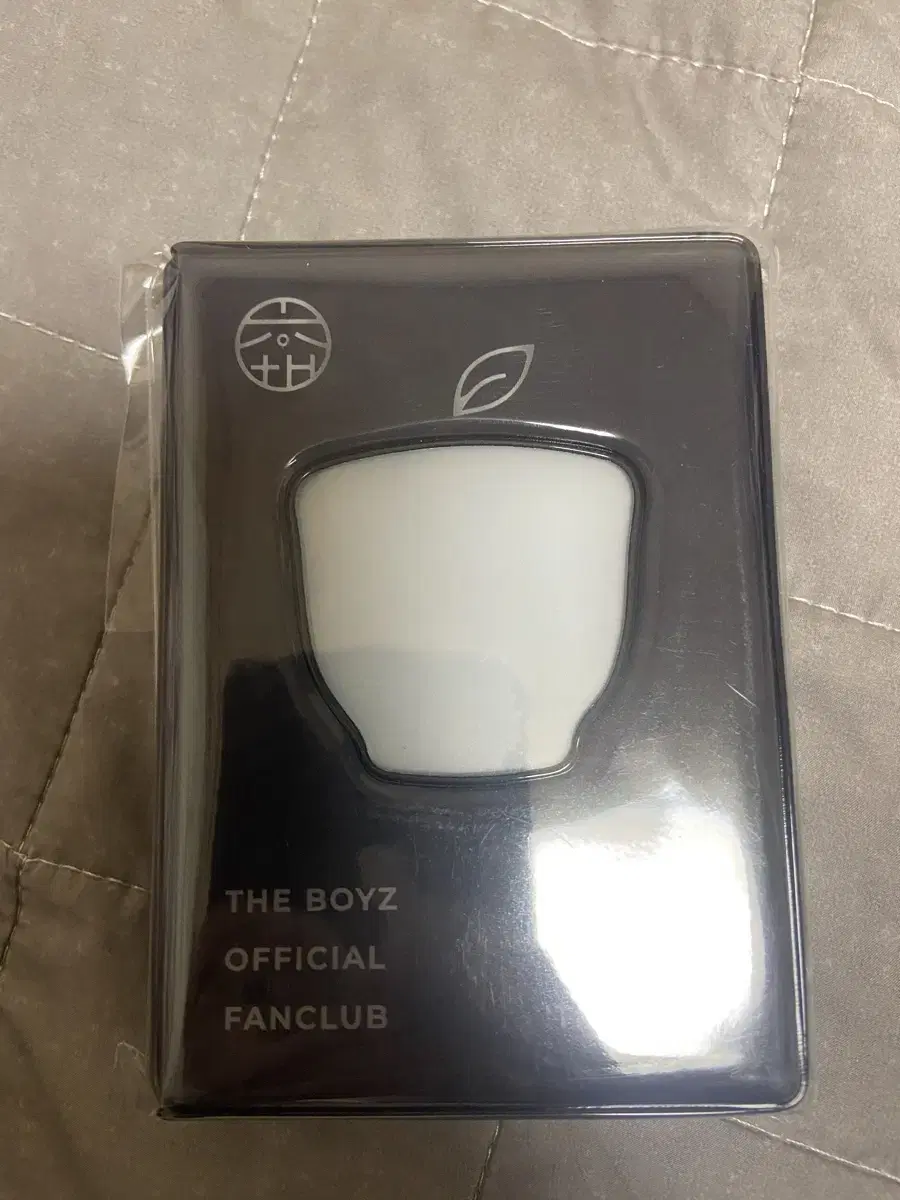 THE BOYZ
OFFICIAL
FANCLUB